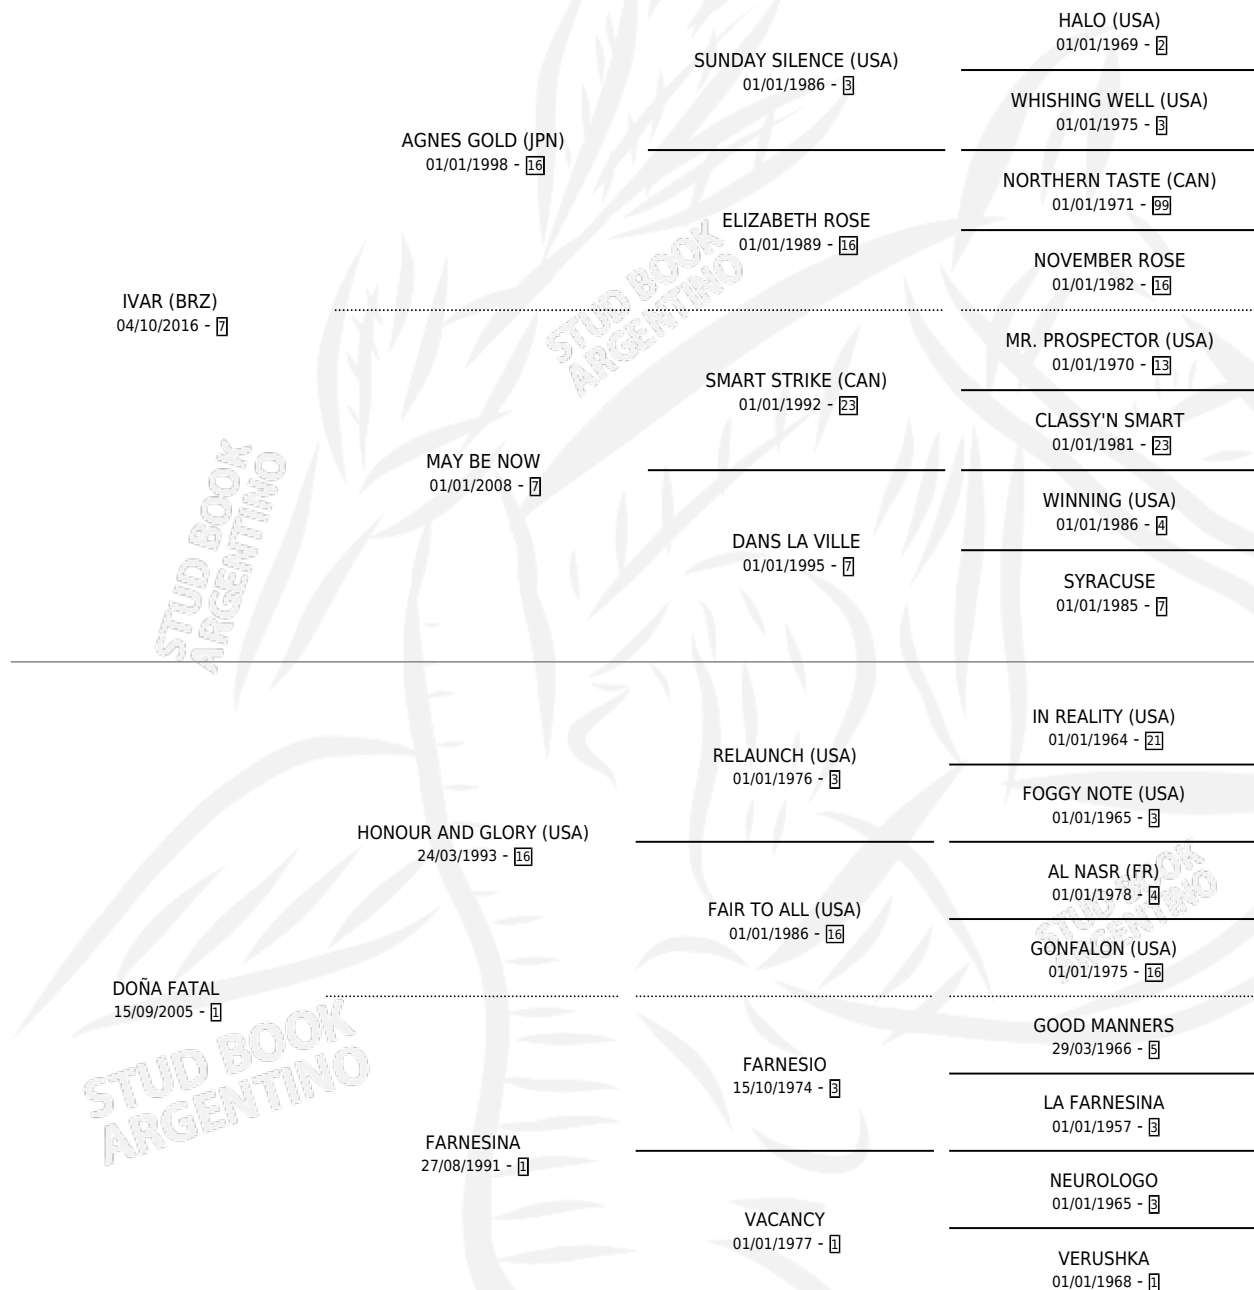 HALO (USA)
01/01/1969 - 2
SUNDAY SILENCE (USA)
01/01/1986 - 3
WHISHING WELL (USA)
01/01/1975 - 3
AGNES GOLD (JPN)
01/01/1998 - 16
NORTHERN TASTE (CAN)
01/01/1971 - 99
ELIZABETH ROSE
01/01/1989 - 16
NOVEMBER ROSE
01/01/1982 - 16
IVAR (BRZ)
04/10/2016 - 7
MR. PROSPECTOR (USA)
01/01/1970 - 13
SMART STRIKE (CAN)
01/01/1992 - 23
CLASSY'N SMART
01/01/1981 - 23
MAY BE NOW
01/01/2008 - 7
WINNING (USA)
01/01/1986 - 4
DANS LA VILLE
01/01/1995 - 7
SYRACUSE
01/01/1985 - 7
IN REALITY (USA)
01/01/1964 - 21
RELAUNCH (USA)
01/01/1976 - 3
FOGGY NOTE (USA)
01/01/1965 - 3
HONOUR AND GLORY (USA)
24/03/1993 - 16
AL NASR (FR)
01/01/1978 - 4
FAIR TO ALL (USA)
01/01/1986 - 16
GONFALON (USA)
01/01/1975 - 16
DOÑA FATAL
15/09/2005 - 1
GOOD MANNERS
29/03/1966 - 5
FARNESIO
15/10/1974 - 3
LA FARNESINA
01/01/1957 - 3
FARNESINA
27/08/1991 - 1
NEUROLOGO
01/01/1965 - 3
VACANCY
01/01/1977 - 1
VERUSHKA
01/01/1968 - 1
STUD BOOK
ARGENTINO
STUD BOOK
ARGENTINO
STUD BOOK
ARGENTINO
STUD BOOK
ARGENTINO